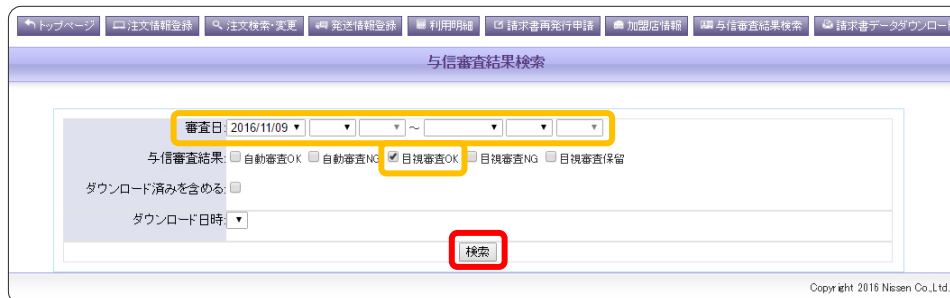 トップページ 注文情報登録 注文検索・変更 発送情報登録 利用明細 請求書再発行申請 加盟店情報 与信審査結果検索 請求書データダウンロー
与信審査結果検索
審査日: 2016/11/09 ～
与信審査結果: 自動審査OK 自動審査NG 目視審査OK 目視審査NG 目視審査保留
ダウンロード済みを含める:
ダウンロード日時:
検索
Copyright 2016 Nissen Co.,Ltd